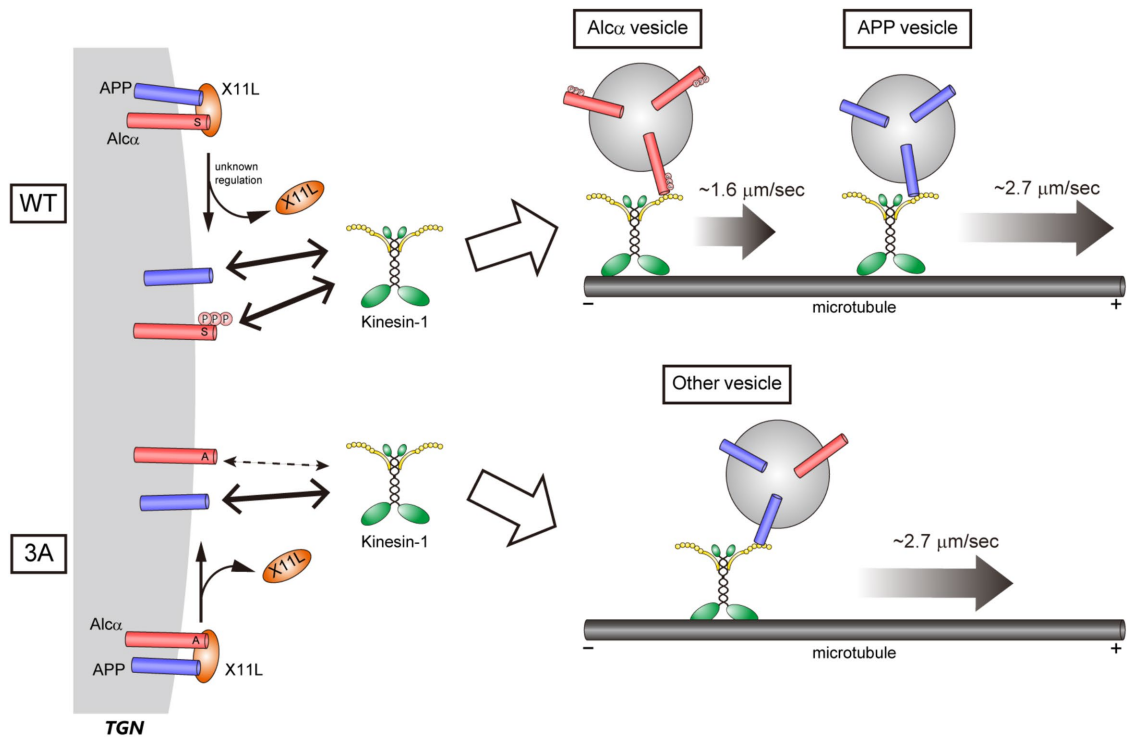 Alcα vesicle
APP vesicle
APP
X11L
S
Alcα
unknown
regulation
X11L
WT
~1.6 μm/sec
~2.7 μm/sec
P P P
S
Kinesin-1
−
microtubule
+
Other vesicle
A
Kinesin-1
3A
X11L
~2.7 μm/sec
Alcα
A
APP
X11L
−
microtubule
+
TGN